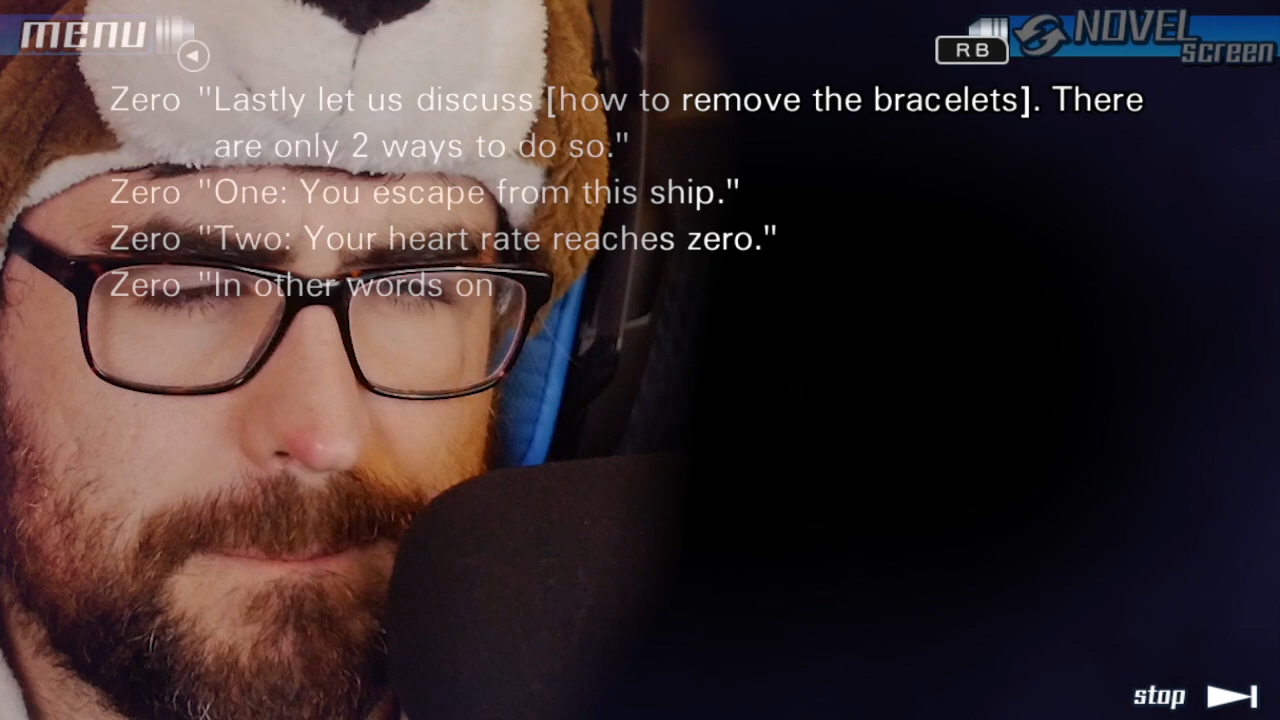 MENU
RB
NOVEL
screen
Zero "Lastly let us discuss [how to remove the bracelets]. There
are only 2 ways to do so."
Zero "One: You escape from this ship."
Zero "Two: Your heart rate reaches zero."
Zero "In other words on
stop